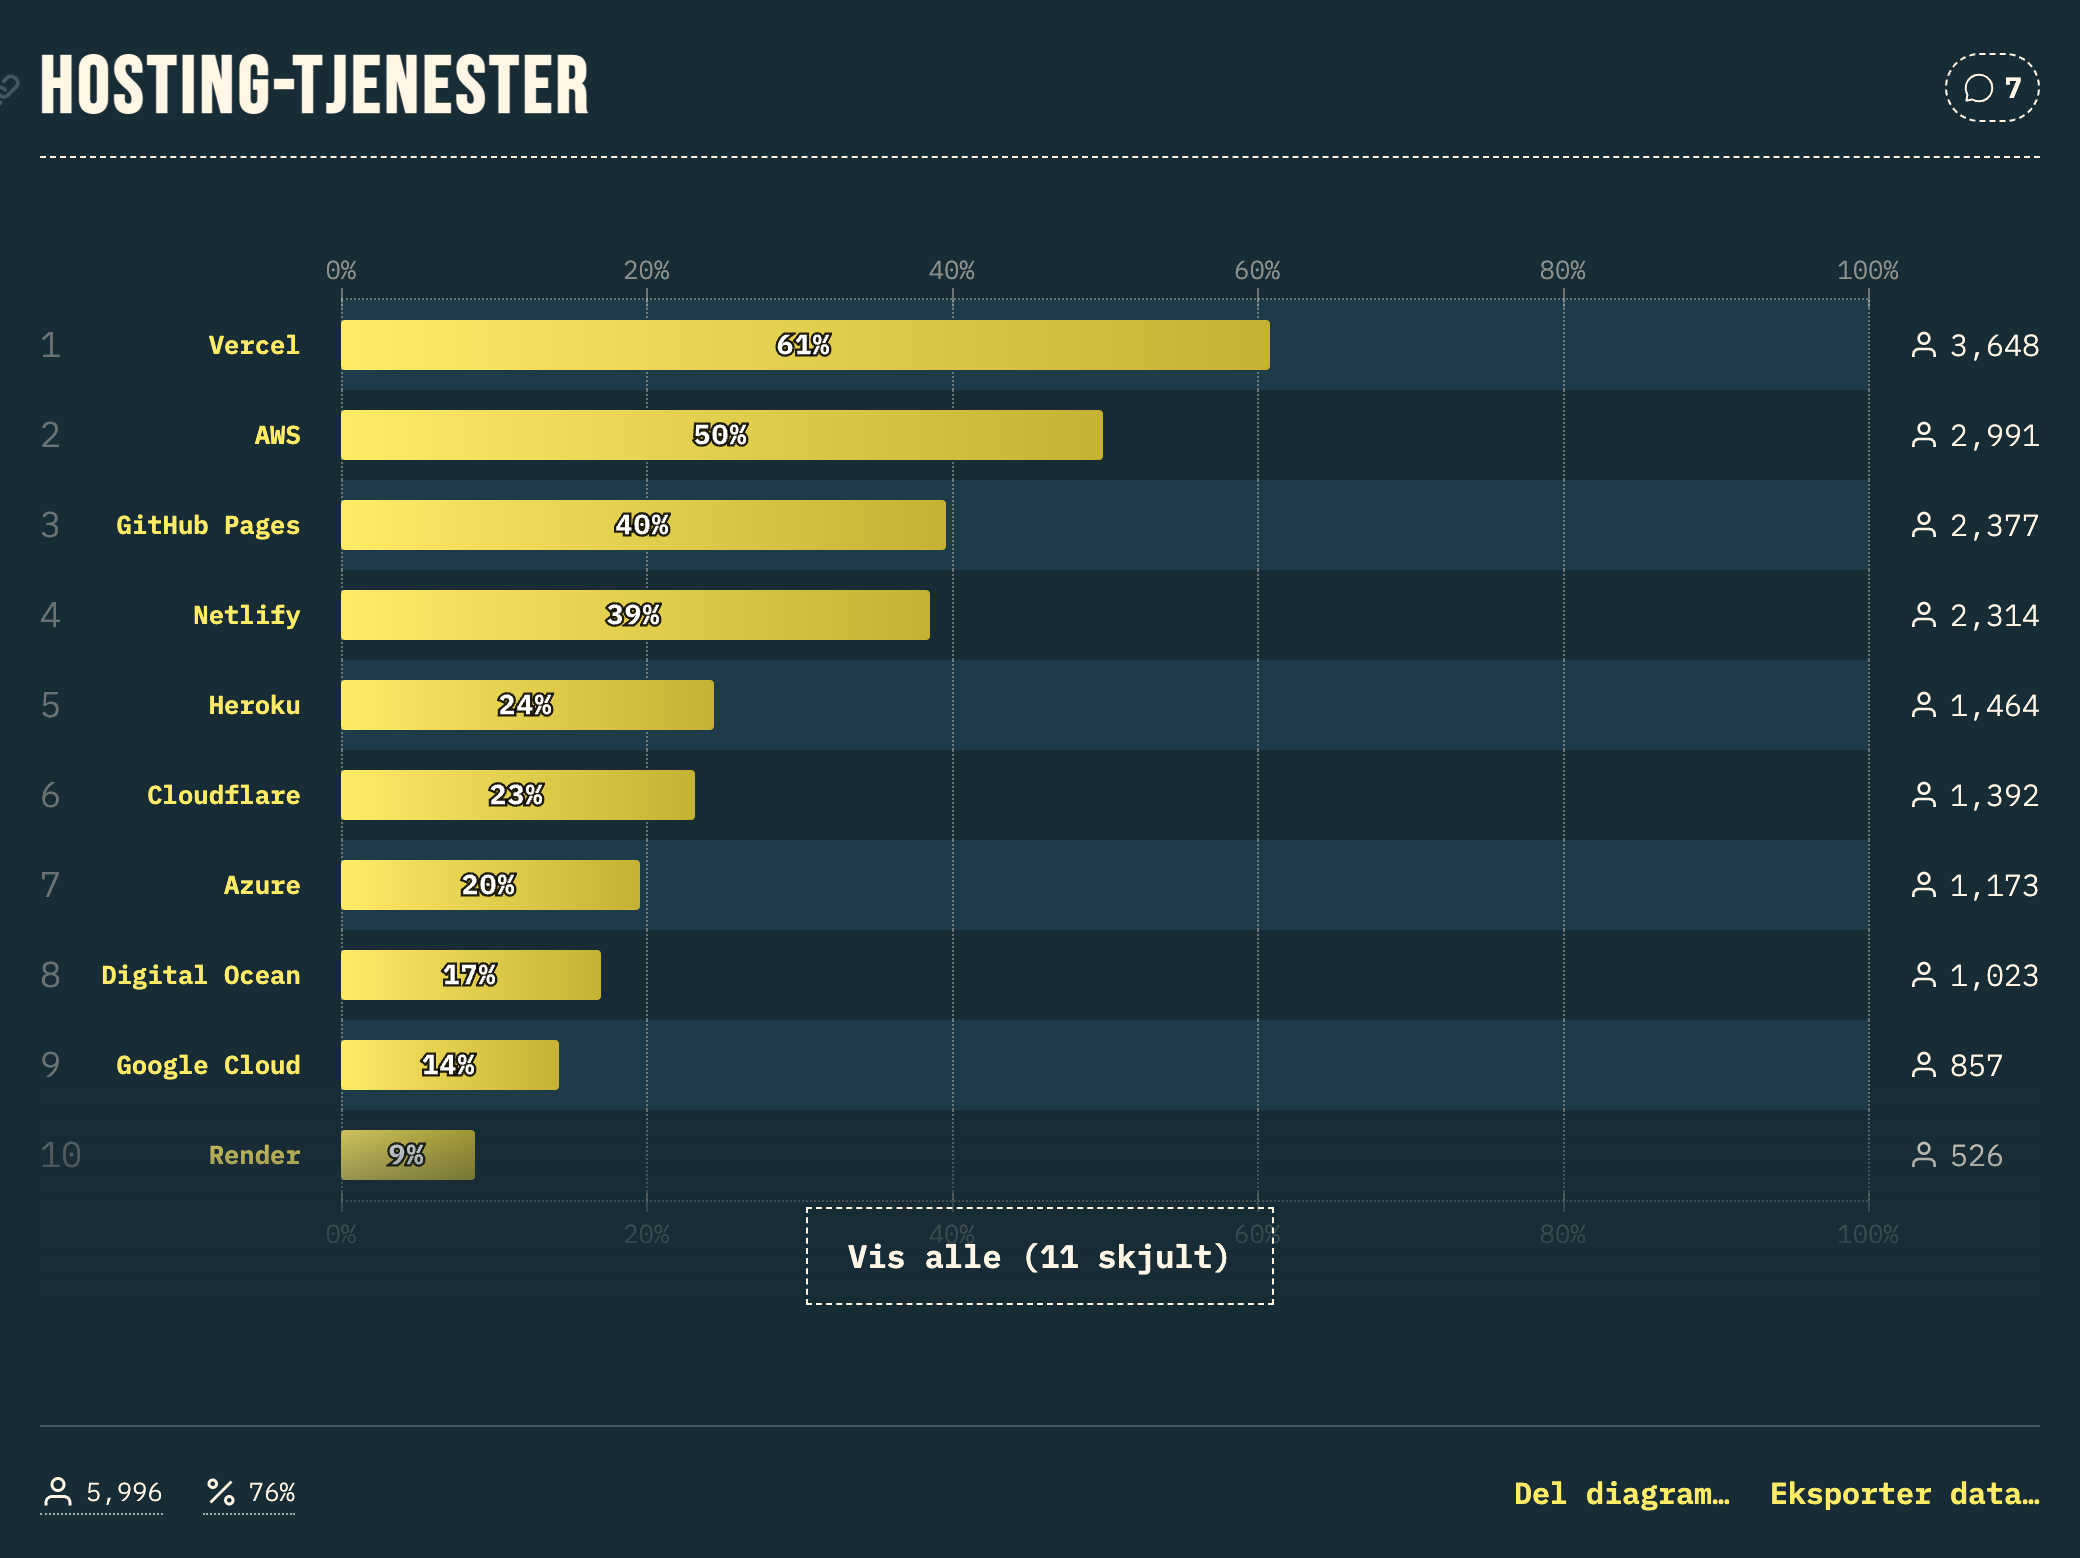 HOSTING-TJENESTER
7
0% 20% 40% 60% 80% 100%
1 Vercel 61% 3,648
2 AWS 50% 2,991
3 GitHub Pages 40% 2,377
4 Netlify 39% 2,314
5 Heroku 24% 1,464
6 Cloudflare 23% 1,392
7 Azure 20% 1,173
8 Digital Ocean 17% 1,023
9 Google Cloud 14% 857
10 Render 9% 526
0% 20% 40% 60% 80% 100%
Vis alle (11 skjult)
5,996 76% Del diagram… Eksporter data…